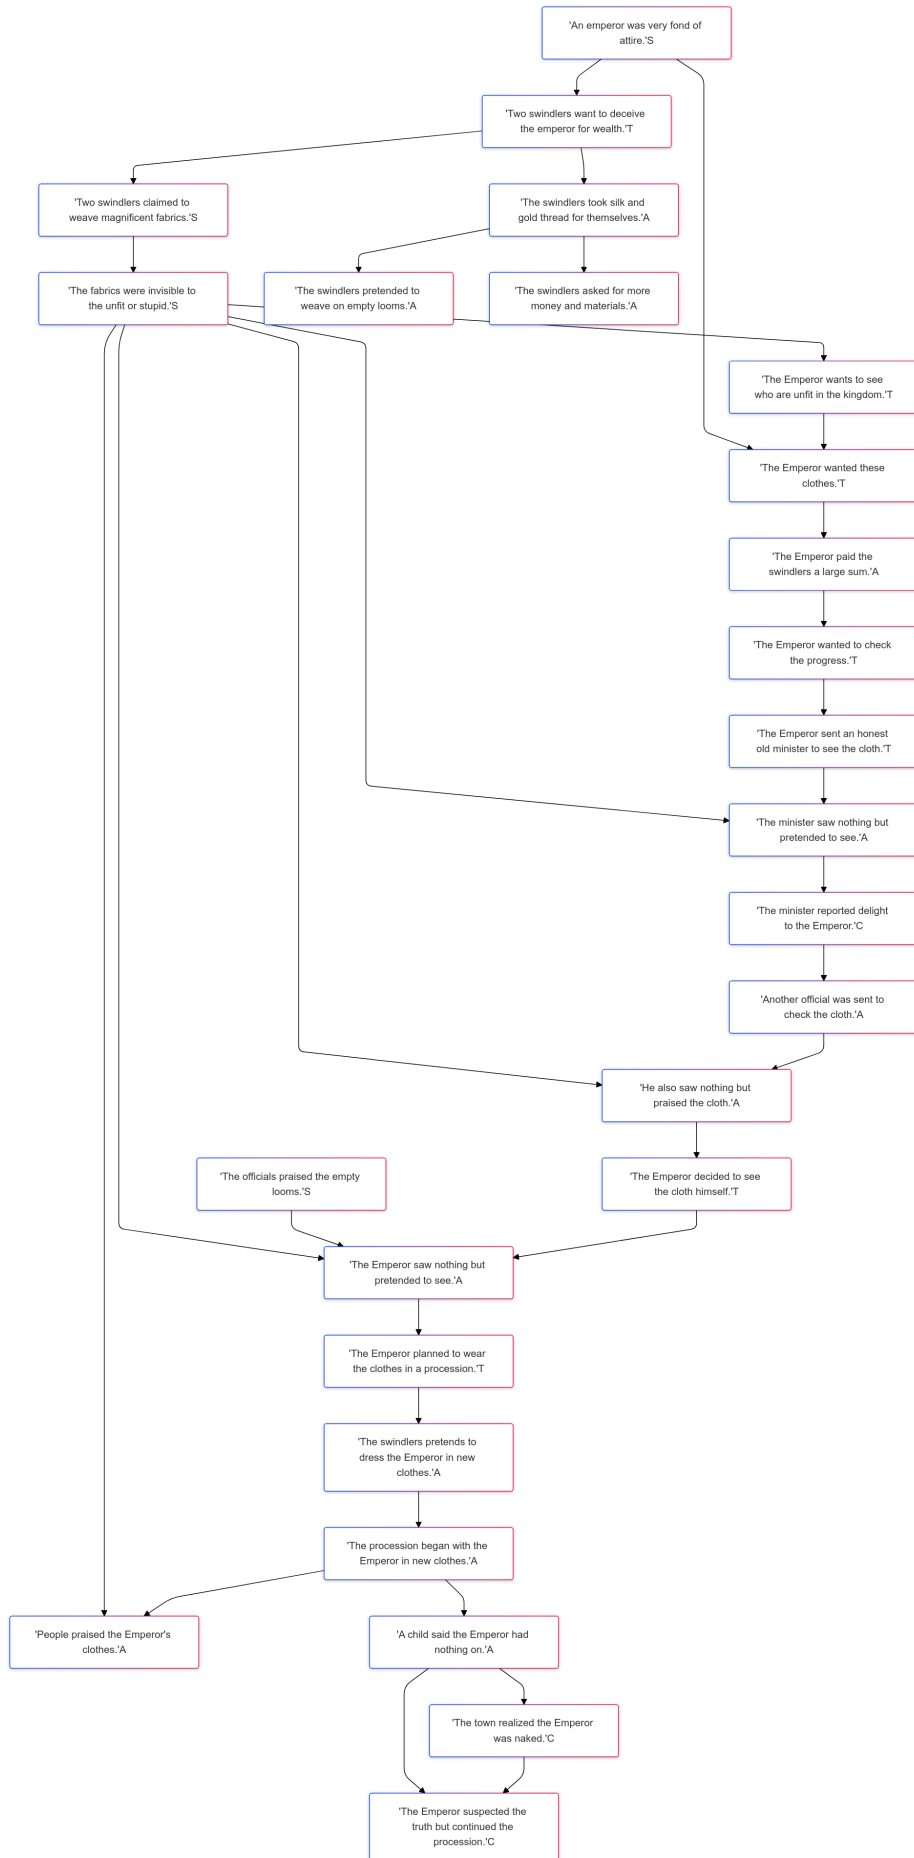 'An emperor was very fond of
attire.'S
'Two swindlers want to deceive
the emperor for wealth.'T
'Two swindlers claimed to
weave magnificent fabrics.'S
'The swindlers took silk and
gold thread for themselves.'A
'The fabrics were invisible to
the unfit or stupid.'S
'The swindlers pretended to
weave on empty looms.'A
'The swindlers asked for more
money and materials.'A
'The Emperor wants to see
who are unfit in the kingdom.'T
'The Emperor wanted these
clothes.'T
'The Emperor paid the
swindlers a large sum.'A
'The Emperor wanted to check
the progress.'T
'The Emperor sent an honest
old minister to see the cloth.'T
'The minister saw nothing but
pretended to see.'A
'The minister reported delight
to the Emperor.'C
'Another official was sent to
check the cloth.'A
'He also saw nothing but
praised the cloth.'A
'The officials praised the empty
looms.'S
'The Emperor decided to see
the cloth himself.'T
'The Emperor saw nothing but
pretended to see.'A
'The Emperor planned to wear
the clothes in a procession.'T
'The swindlers pretends to
dress the Emperor in new
clothes.'A
'The procession began with the
Emperor in new clothes.'A
'People praised the Emperor's
clothes.'A
'A child said the Emperor had
nothing on.'A
'The town realized the Emperor
was naked.'C
'The Emperor suspected the
truth but continued the
procession.'C